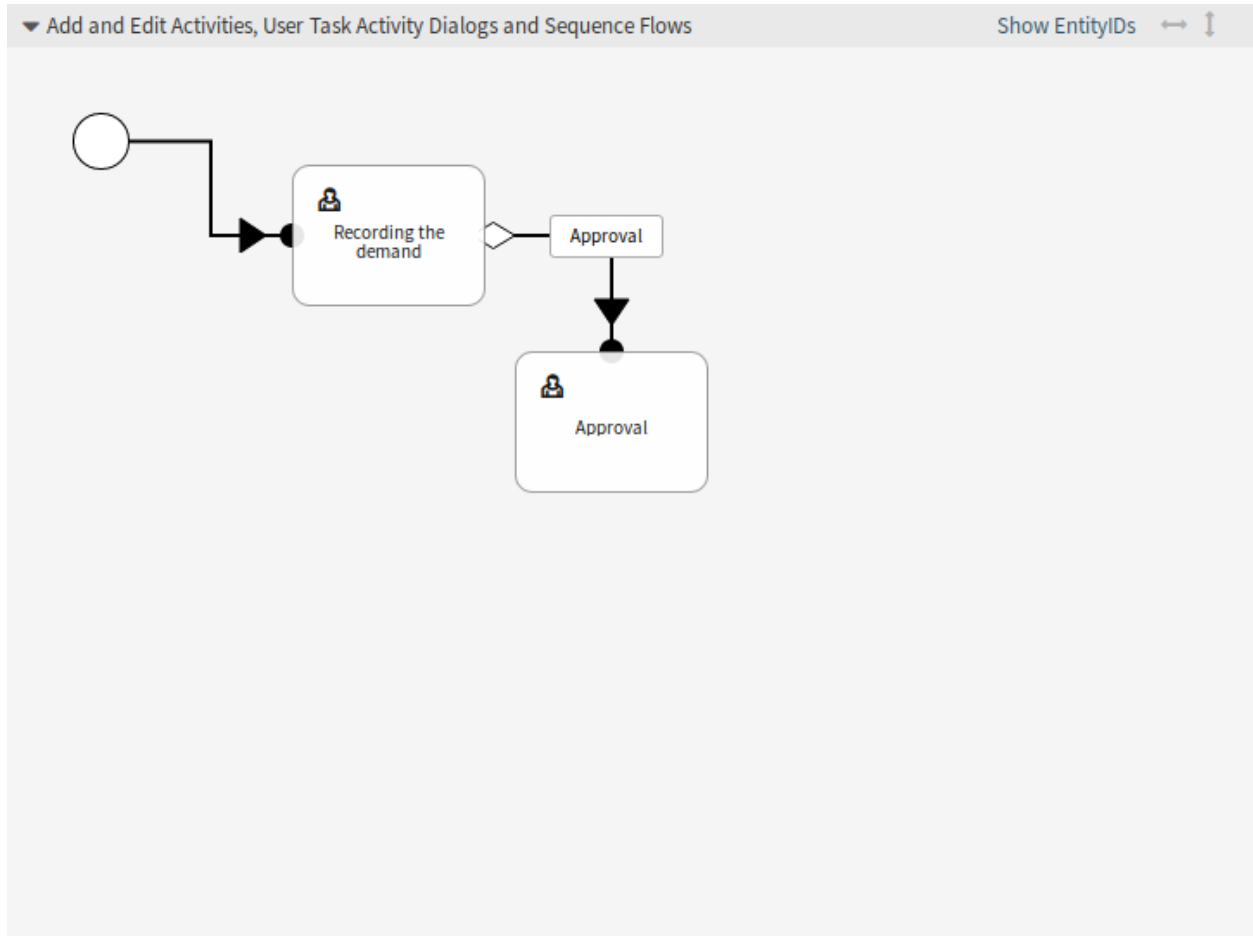 Add and Edit Activities, User Task Activity Dialogs and Sequence Flows
Show EntityIDs
Recording the
demand
Approval
Approval